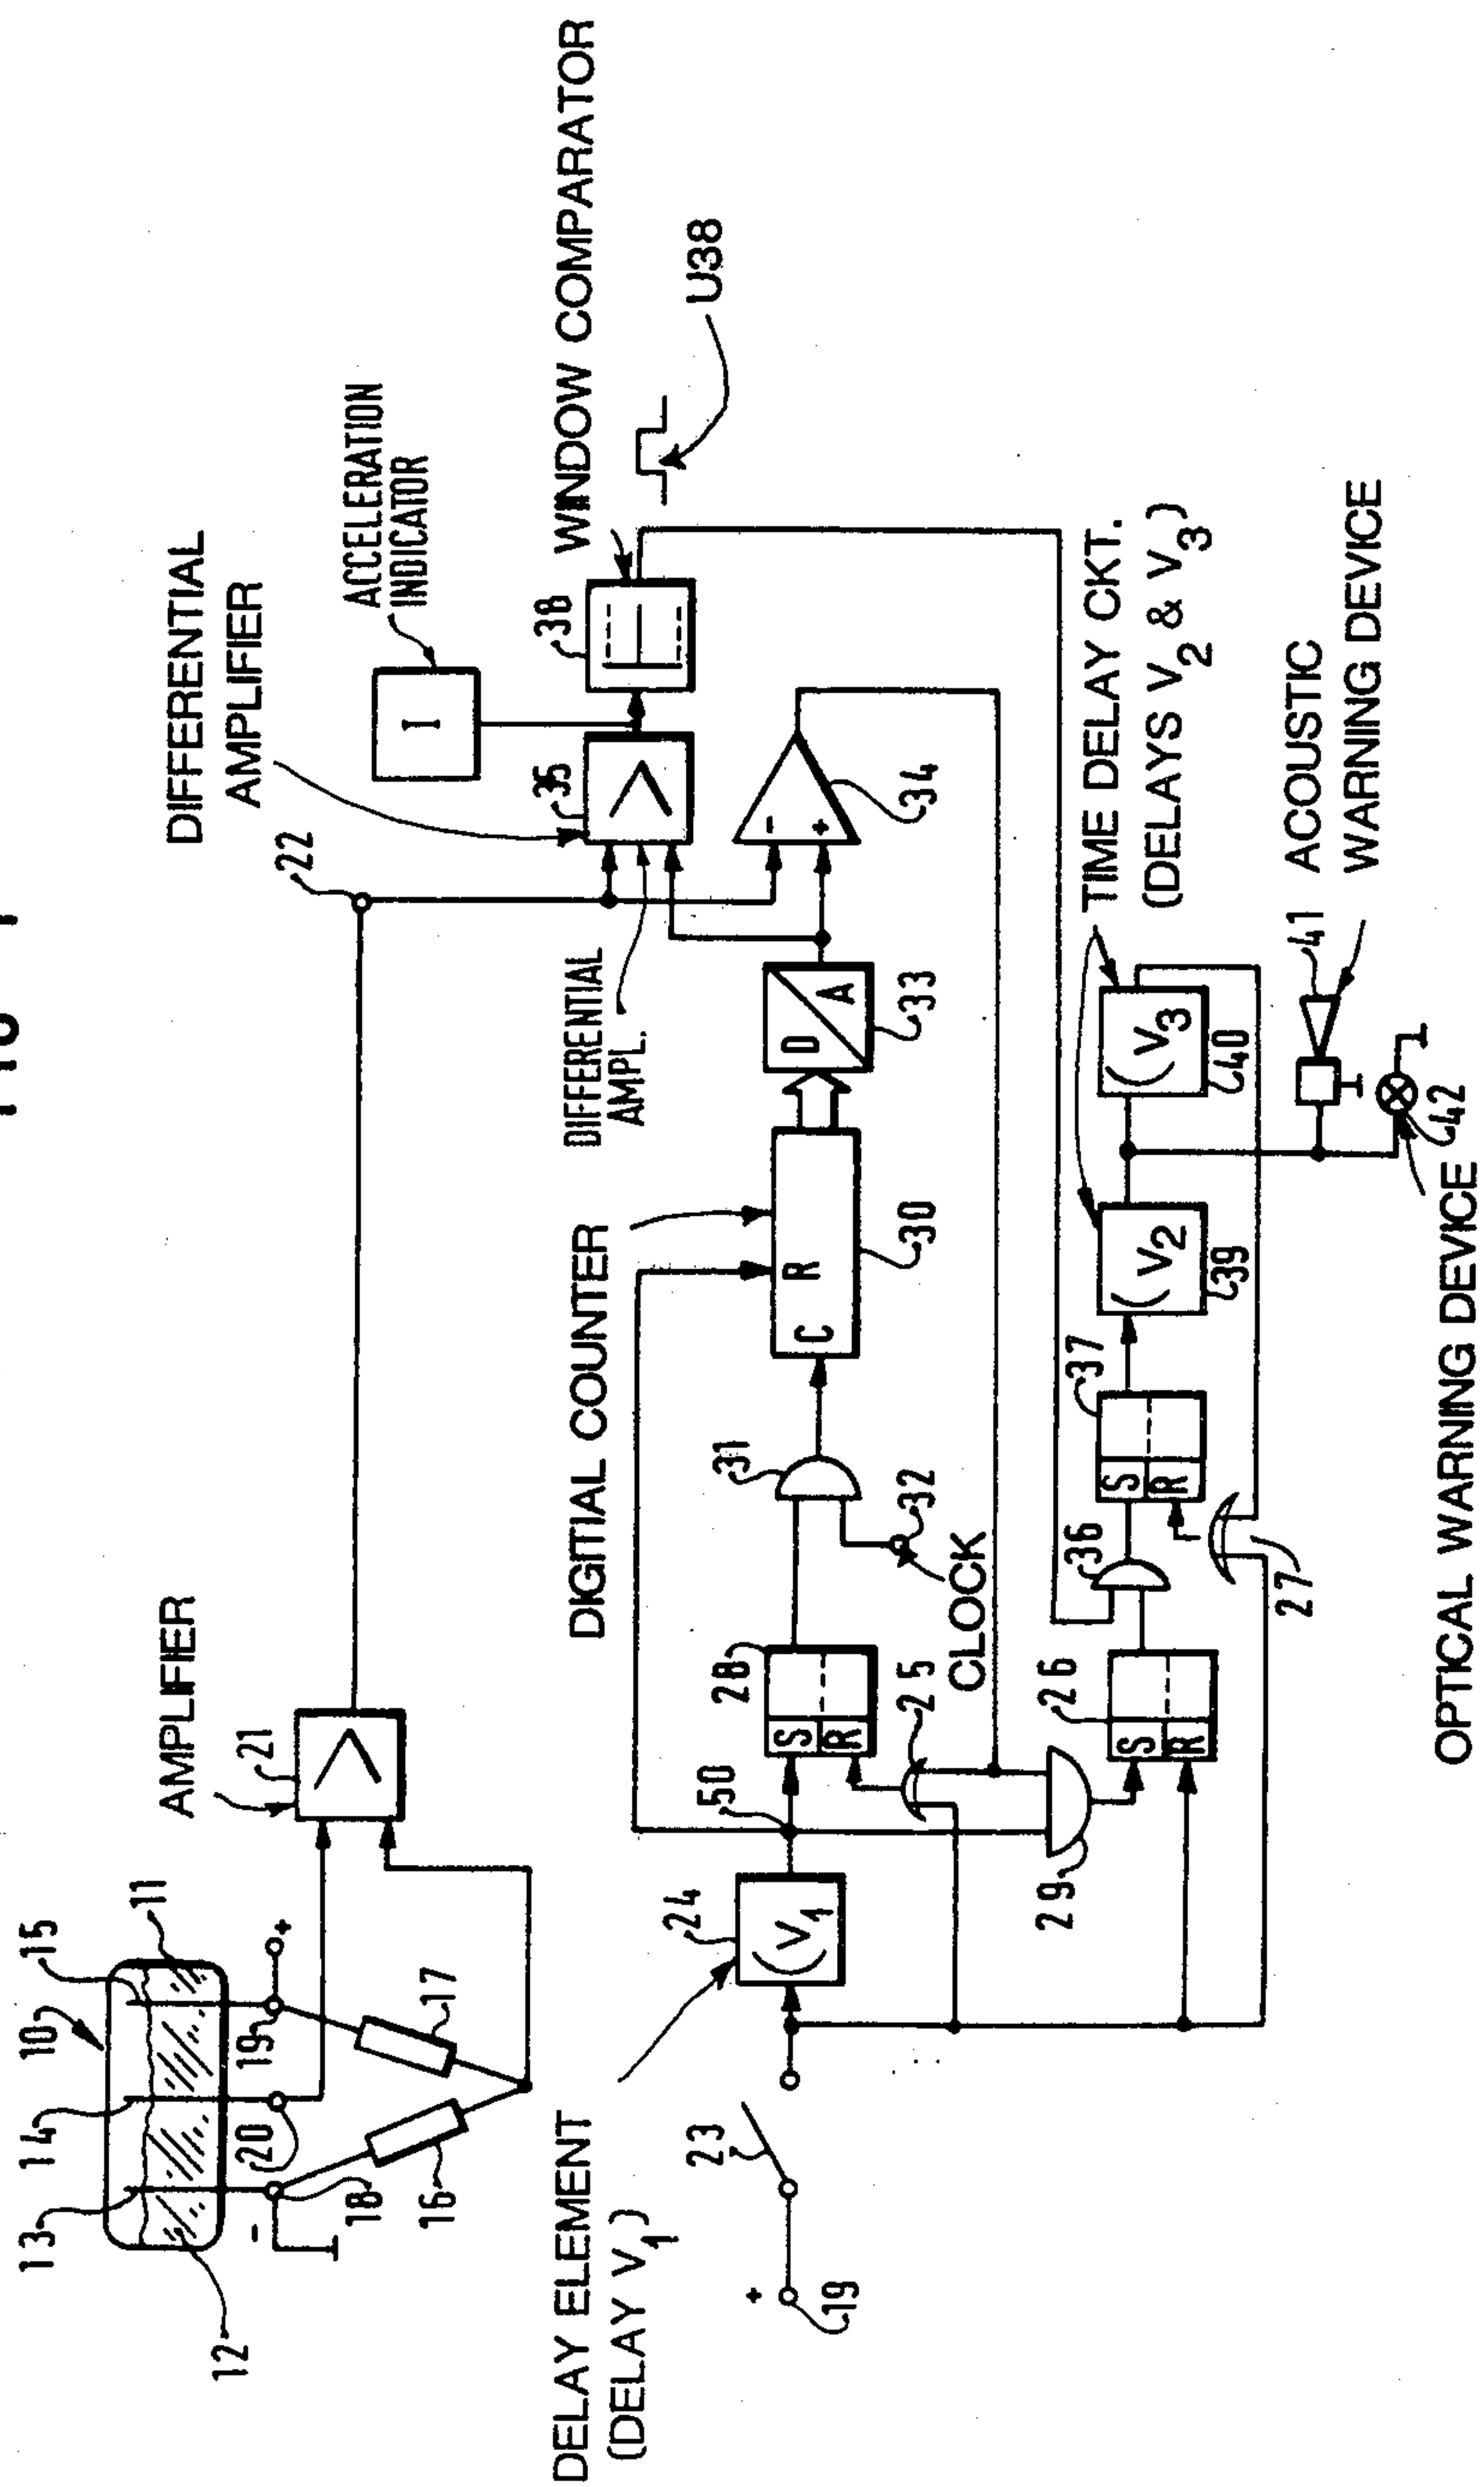 10
15
11
14
13
12
19
+
20
-
18
17
16
AMPLIFIER
21
22
DIFFERENTIAL
AMPLIFIER
ACCELERATION
INDICATOR
I
35
38
WINDOW COMPARATOR
U38
DIFFERENTIAL
AMPL.
DIGITIAL COUNTER
DELAY ELEMENT
(DELAY V1)
+
19
23
24
(V1
50
28
S
R
25
31
32
CLOCK
C
R
30
D
A
33
-
+
34
29
26
S
R
36
27
37
S
R
(V2
39
(V3
40
TIME DELAY CKT.
(DELAYS V2 & V3)
41
ACOUSTIC
WARNING DEVICE
42
OPTICAL WARNING DEVICE